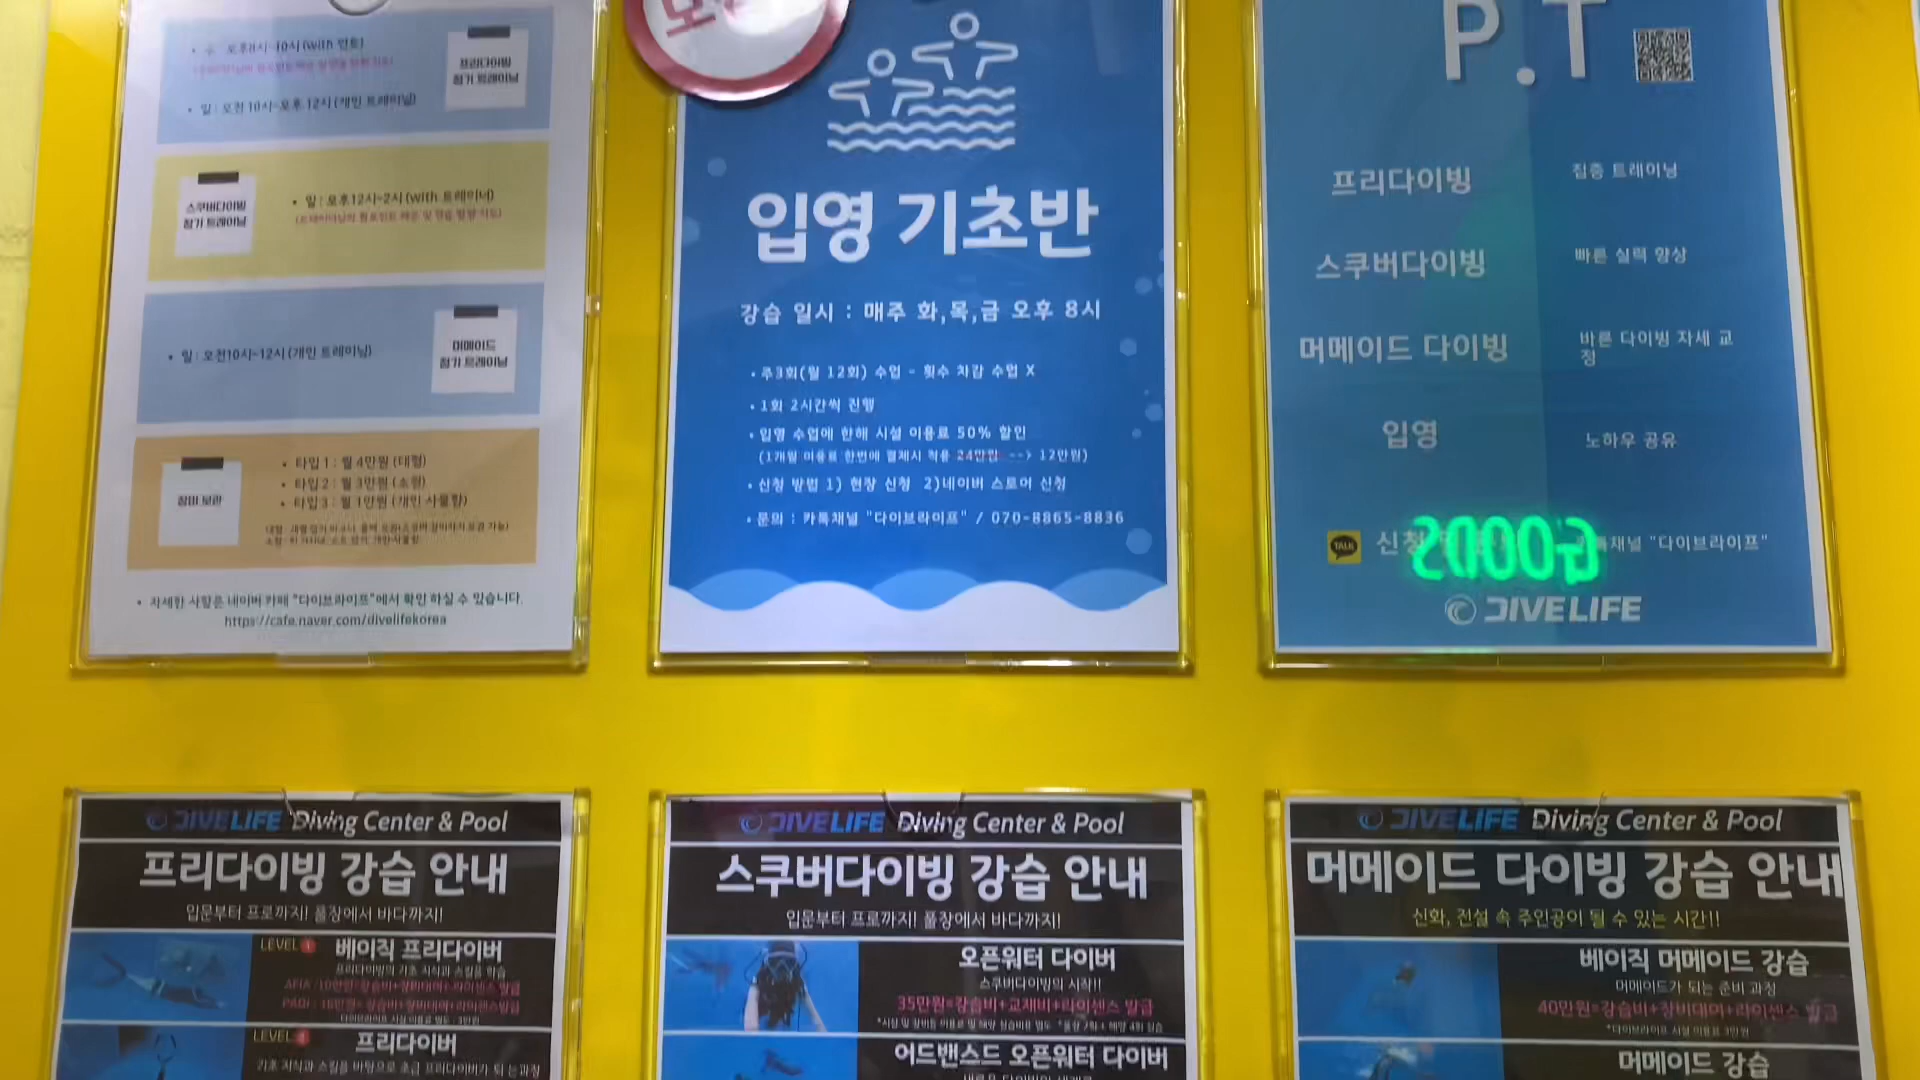 수 오후8시~10시 (with 멘토)
일 : 오전 10시~오후 12시 (개인 트레이닝)
프리다이빙
정기 트레이닝
스쿠버다이빙
정기 트레이닝
일 : 오후12시~2시 (with 트레이너)
일 : 오전10시~12시 (개인 트레이닝)
머메이드
정기 트레이닝
장비 보관
타입 1 : 월 4만원 (대형)
타입 2 : 월 3만원 (소형)
타입 3 : 월 1만원 (개인 사물함)
자세한 사항은 네이버 카페 "다이브라이프"에서 확인 하실 수 있습니다.
https://cafe.naver.com/divelifekorea
입영 기초반
강습 일시 : 매주 화,목,금 오후 8시
주3회(월 12회) 수업 - 횟수 차감 수업 X
1회 2시간씩 진행
입영 수업에 한해 시설 이용료 50% 할인
(1개월 이용료 한번에 결제시 적용 24만원 --> 12만원)
신청 방법 1) 현장 신청 2)네이버 스토어 신청
문의 : 카톡채널 "다이브라이프" / 070-8865-8836
P.T
프리다이빙
집중 트레이닝
스쿠버다이빙
빠른 실력 향상
머메이드 다이빙
바른 다이빙 자세 교
정
입영
노하우 공유
TALK
톡채널 "다이브라이프"
DIVELIFE
DIVELIFE Diving Center & Pool
프리다이빙 강습 안내
입문부터 프로까지! 풀장에서 바다까지!
LEVEL 1 베이직 프리다이버
프리다이빙의 기초 지식과 스킬을 학습
LEVEL
프리다이버
기초 지식과 스킬을 바탕으로 초급 프리다이버가 되는과정
DIVELIFE Diving Center & Pool
스쿠버다이빙 강습 안내
입문부터 프로까지! 풀장에서 바다까지!
오픈워터 다이버
스쿠버다이빙의 시작!!
35만원=강습비+교재비+라이센스 발급
어드밴스드 오픈워터 다이버
DIVELIFE Diving Center & Pool
머메이드 다이빙 강습 안내
신화, 전설 속 주인공이 될 수 있는 시간!!
베이직 머메이드 강습
머메이드가 되는 준비 과정
40만원=강습비+장비대여+라이센스 발급
*다이브라이프 시설 이용료 3만원
머메이드 강습